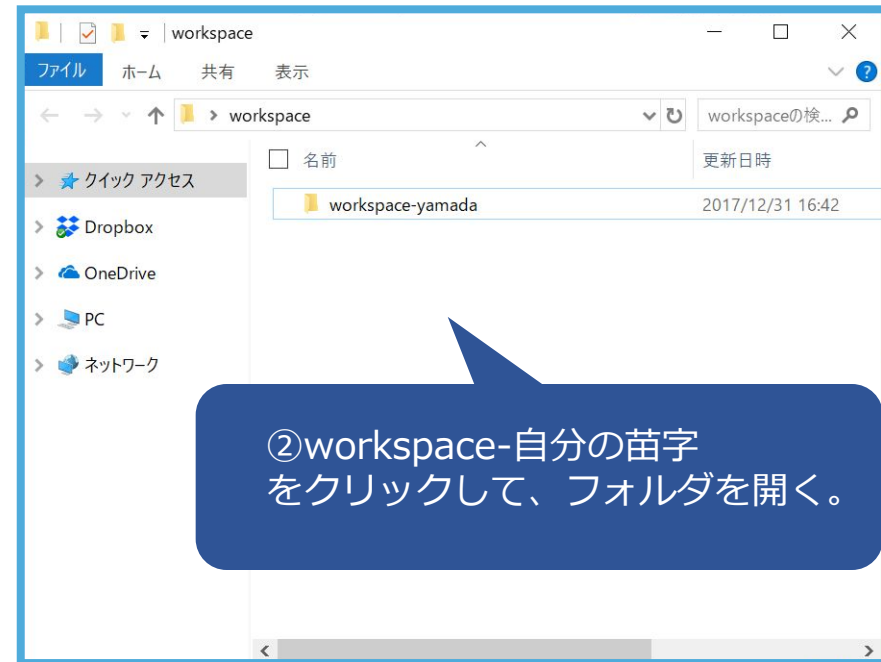 workspace
ファイル ホーム 共有 表示
workspace workspaceの検...
名前 更新日時
クイック アクセス
workspace-yamada 2017/12/31 16:42
Dropbox
OneDrive
PC
ネットワーク
②workspace-自分の苗字
をクリックして、フォルダを開く。